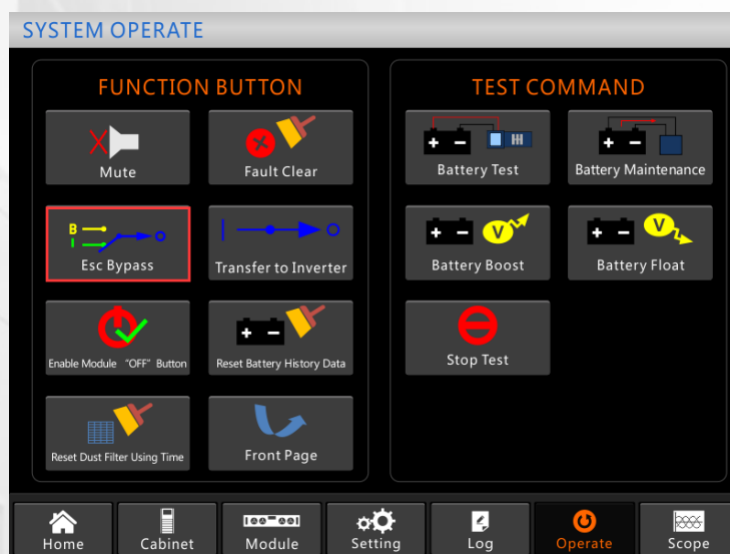 SYSTEM OPERATE
FUNCTION BUTTON
Mute
Fault Clear
B
I
Esc Bypass
Transfer to Inverter
Enable Module "OFF" Button
Reset Battery History Data
Reset Dust Filter Using Time
Front Page
TEST COMMAND
Battery Test
Battery Maintenance
V
Battery Boost
V
Battery Float
Stop Test
Home
Cabinet
Module
Setting
Log
Operate
Scope